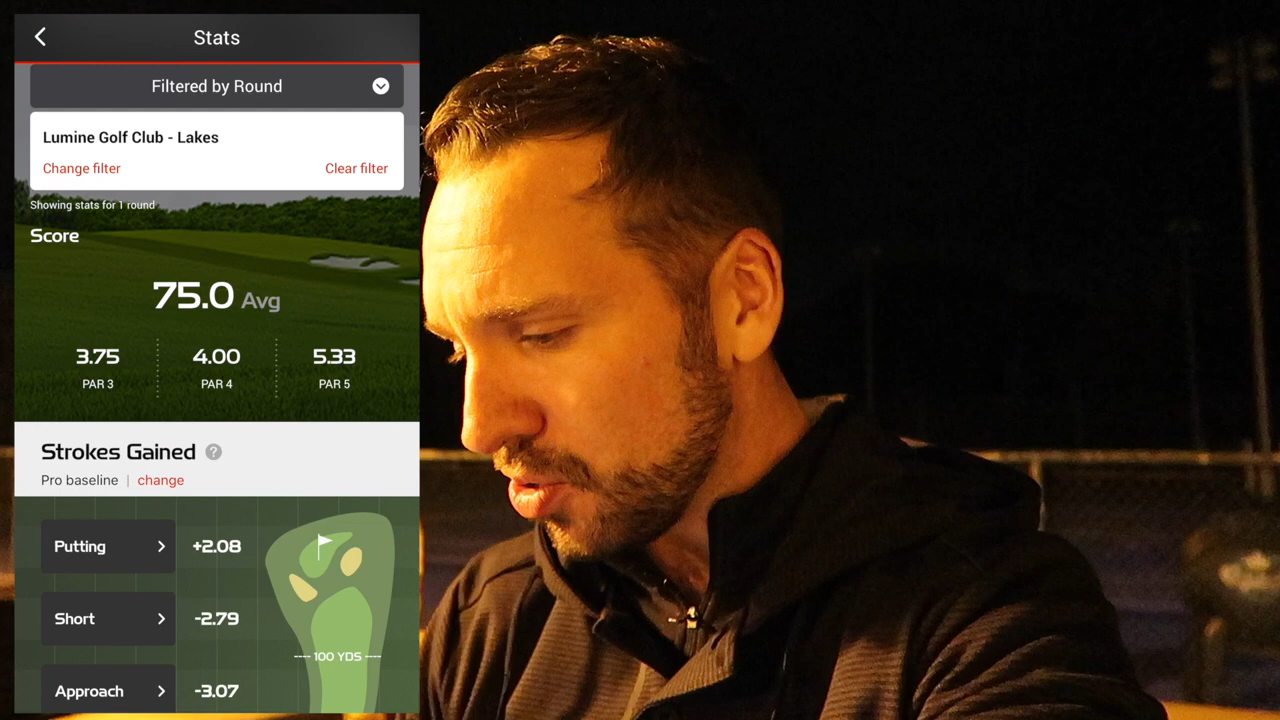 Stats
Filtered by Round
Lumine Golf Club - Lakes
Change filter Clear filter
Showing stats for 1 round
Score
75.0 Avg
3.75 4.00 5.33
PAR 3 PAR 4 PAR 5
Strokes Gained ?
Pro baseline | change
Putting +2.08
Short -2.79
---- 100 YDS ----
Approach -3.07